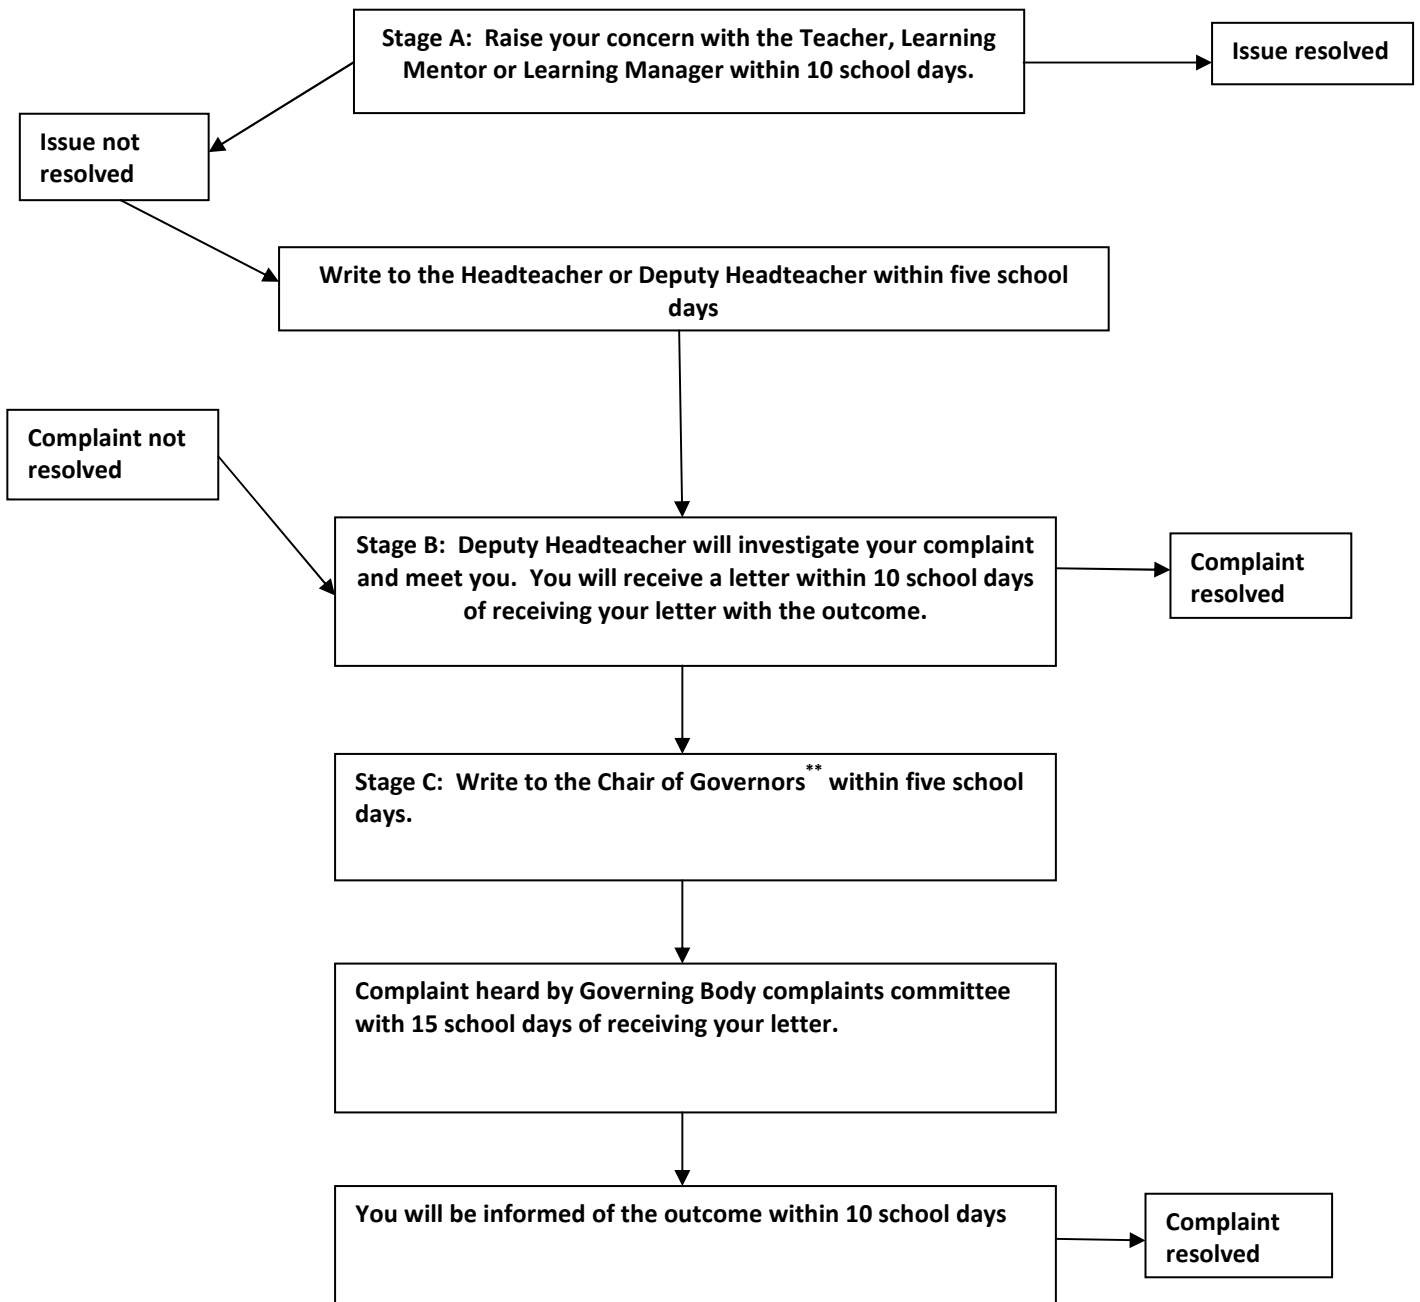 Stage A:  Raise your concern with the Teacher, Learning
Mentor or Learning Manager within 10 school days.
Issue resolved
Issue not
resolved
Write to the Headteacher or Deputy Headteacher within five school
days
Complaint not
resolved
Stage B:  Deputy Headteacher will investigate your complaint
and meet you.  You will receive a letter within 10 school days
of receiving your letter with the outcome.
Complaint
resolved
Stage C:  Write to the Chair of Governors** within five school
days.
Complaint heard by Governing Body complaints committee
with 15 school days of receiving your letter.
You will be informed of the outcome within 10 school days
Complaint
resolved